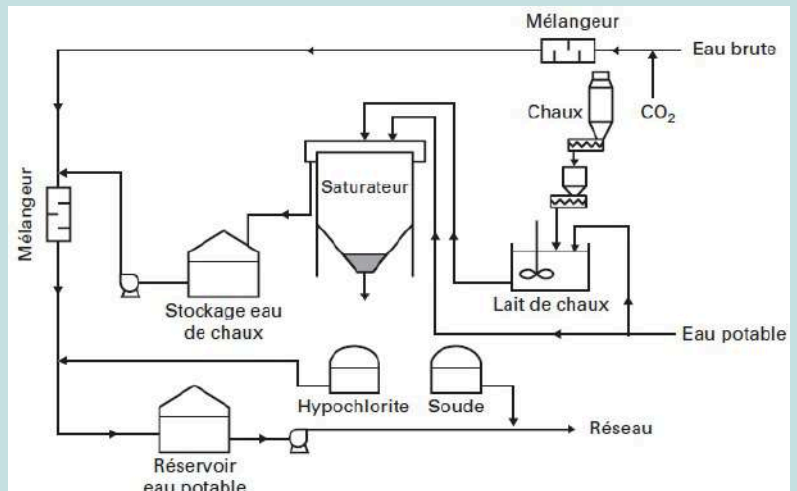 Mélangeur
Eau brute
Chaux
CO₂
Saturateur
Mélangeur
Stockage eau
de chaux
Lait de chaux
Eau potable
Hypochlorite
Soude
Réseau
Réservoir
eau potable